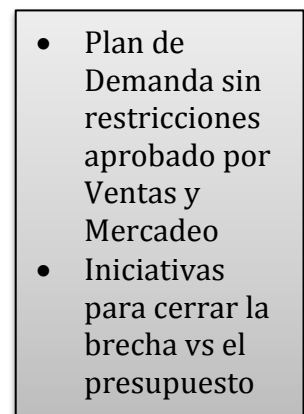 • Plan de
Demanda sin
restricciones
aprobado por
Ventas y
Mercadeo
• Iniciativas
para cerrar la
brecha vs el
presupuesto